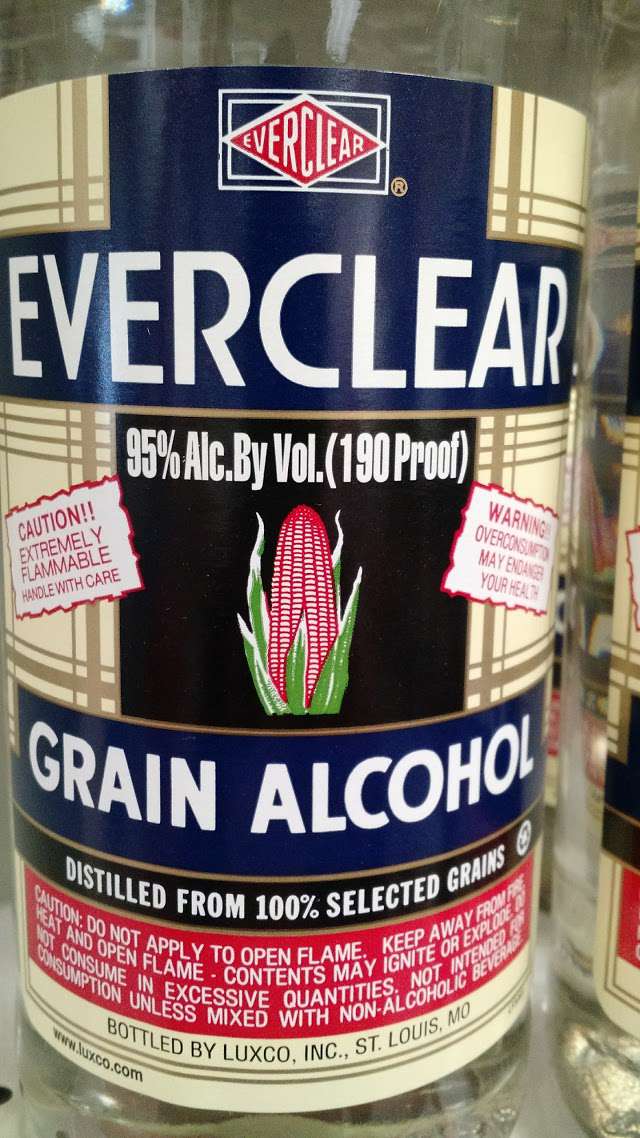 EVERCLEAR
®
EVERCLEAR
95% Alc.By Vol.(190 Proof)
CAUTION!!
EXTREMELY
FLAMMABLE
HANDLE WITH CARE
WARNING!!
OVERCONSUMPTION
MAY ENDANGER
YOUR HEALTH
GRAIN ALCOHOL
DISTILLED FROM 100% SELECTED GRAINS
CAUTION: DO NOT APPLY TO OPEN FLAME. KEEP AWAY FROM FIRE,
HEAT AND OPEN FLAME - CONTENTS MAY IGNITE OR EXPLODE. DO
NOT CONSUME IN EXCESSIVE QUANTITIES. NOT INTENDED FOR
CONSUMPTION UNLESS MIXED WITH NON-ALCOHOLIC BEVERAGE
BOTTLED BY LUXCO, INC., ST. LOUIS, MO
www.luxco.com